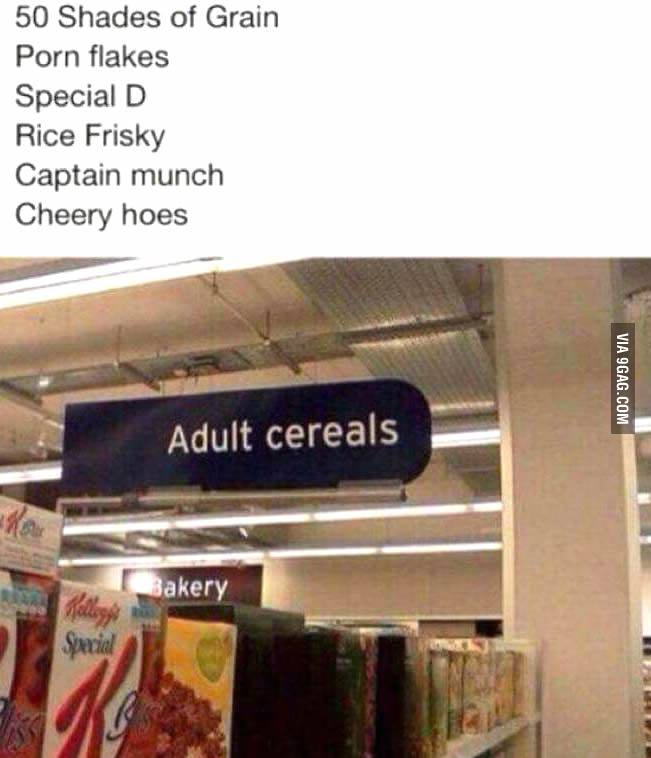 50 Shades of Grain
Porn flakes
Special D
Rice Frisky
Captain munch
Cheery hoes
VIA 9GAG.COM
Adult cereals
Bakery
Kellogg's
Special
K